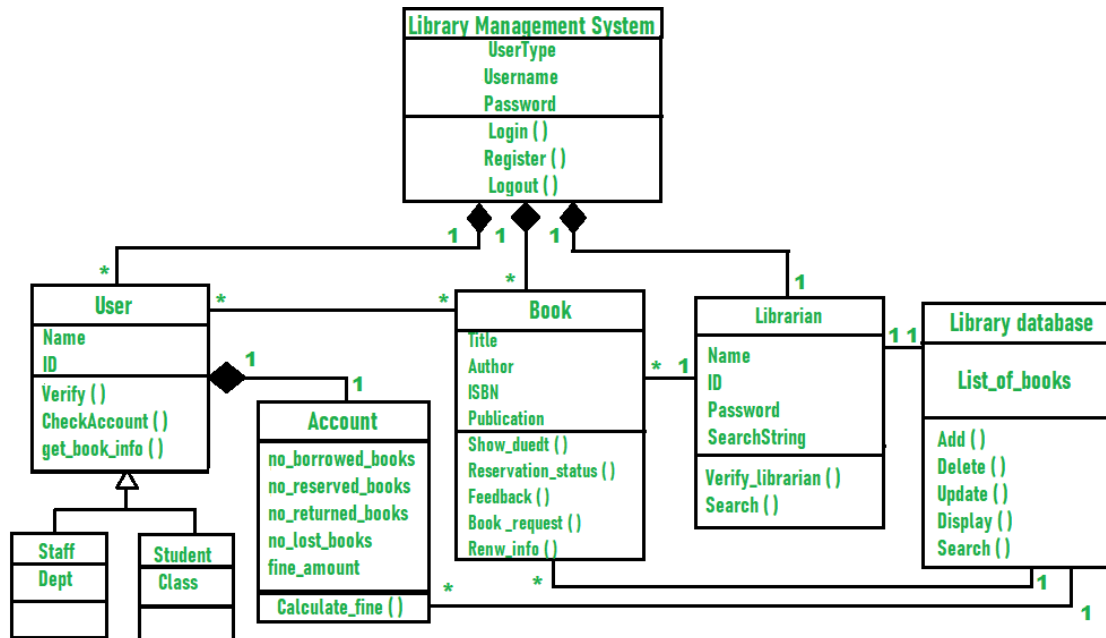 Library Management System
UserType
Username
Password
Login ( )
Register ( )
Logout ( )
1
1
1
*
*
1
User
Name
ID
Verify ( )
CheckAccount ( )
get_book_info ( )
*
*
1
1
Staff
Dept
Student
Class
Account
no_borrowed_books
no_reserved_books
no_returned_books
no_lost_books
fine_amount
Calculate_fine ( )
*
1
Book
Title
Author
ISBN
Publication
Show_duedt ( )
Reservation_status ( )
Feedback ( )
Book _request ( )
Renw_info ( )
*
1
*
1
Librarian
Name
ID
Password
SearchString
Verify_librarian ( )
Search ( )
1
1
Library database
List_of_books
Add ( )
Delete ( )
Update ( )
Display ( )
Search ( )